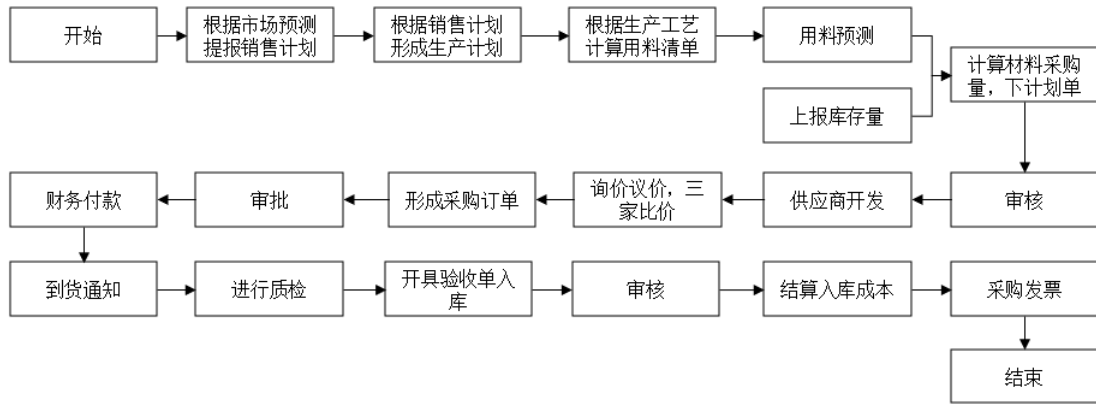 开始
根据市场预测
提报销售计划
根据销售计划
形成生产计划
根据生产工艺
计算用料清单
用料预测
上报库存量
计算材料采购
量，下计划单
财务付款
审批
形成采购订单
询价议价，三
家比价
供应商开发
审核
到货通知
进行质检
开具验收单入
库
审核
结算入库成本
采购发票
结束